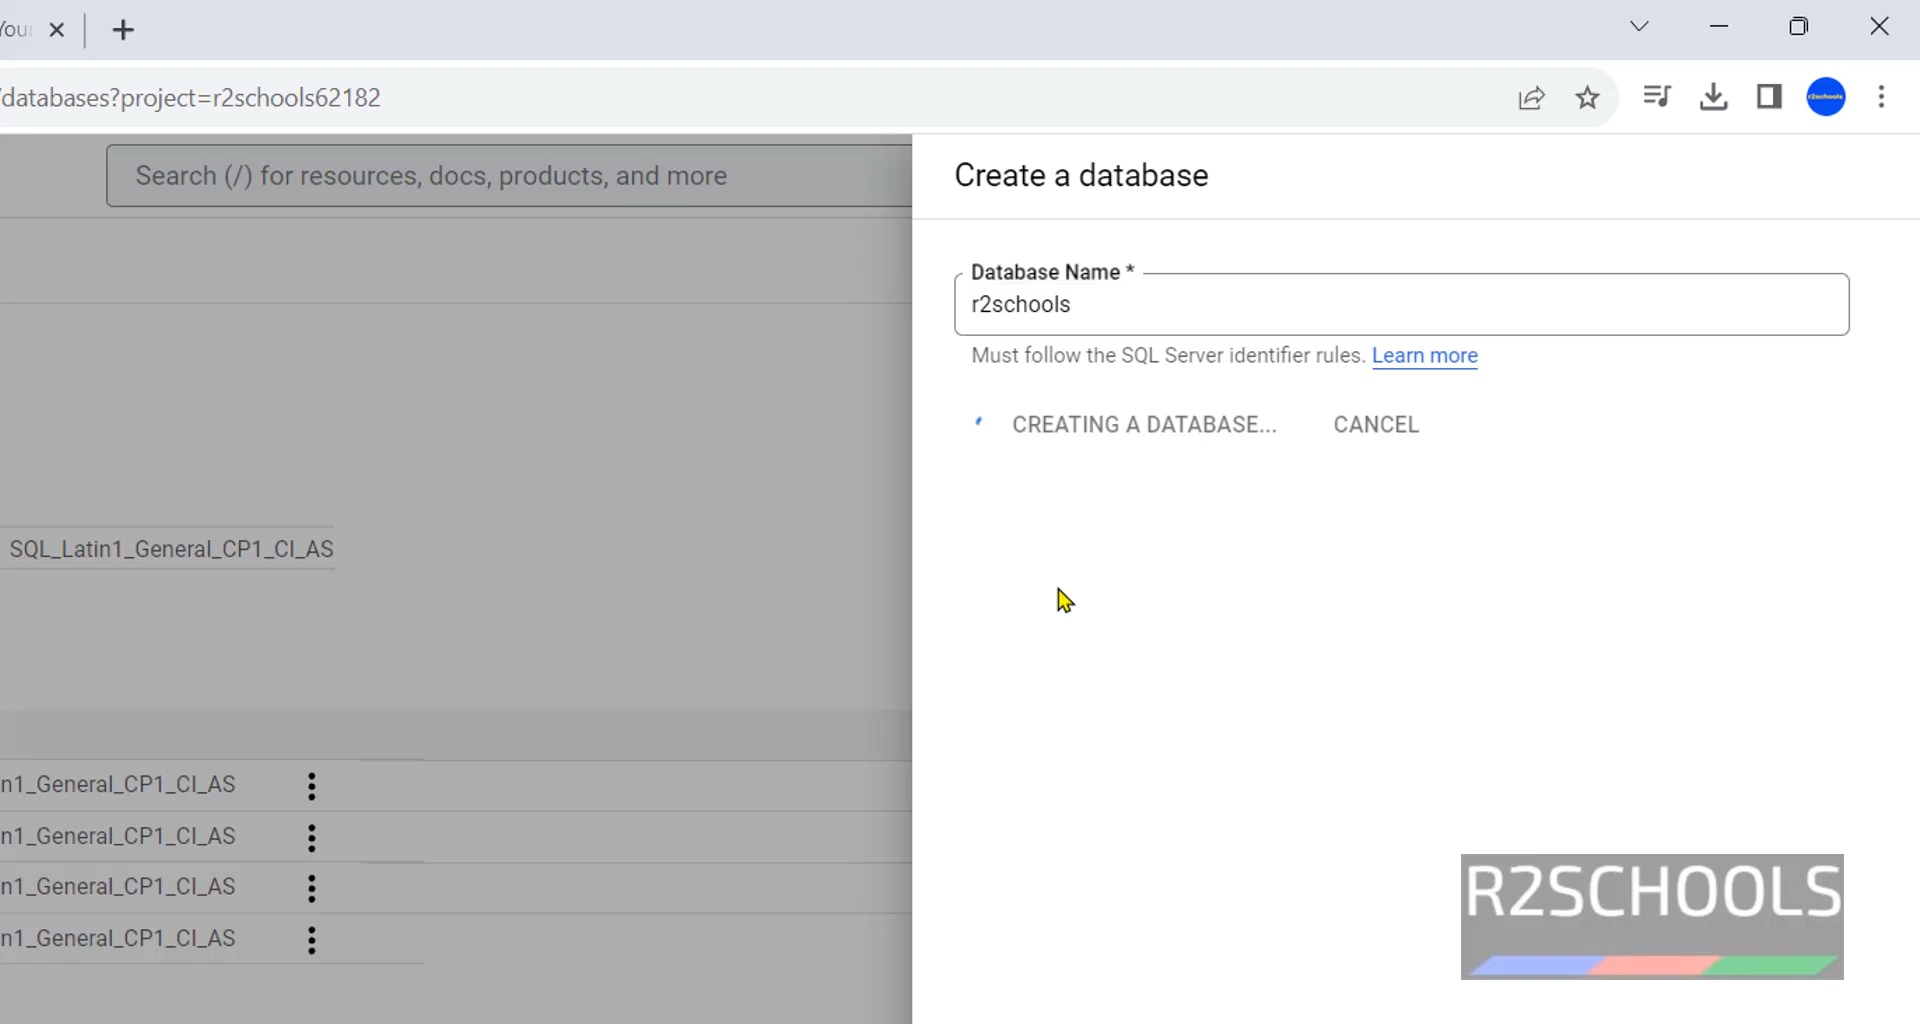 /databases?project=r2schools62182
Search (/) for resources, docs, products, and more
Create a database
Database Name *
r2schools
Must follow the SQL Server identifier rules. Learn more
CREATING A DATABASE... CANCEL
SQL_Latin1_General_CP1_CI_AS
n1_General_CP1_CI_AS
n1_General_CP1_CI_AS
n1_General_CP1_CI_AS
n1_General_CP1_CI_AS
R2SCHOOLS